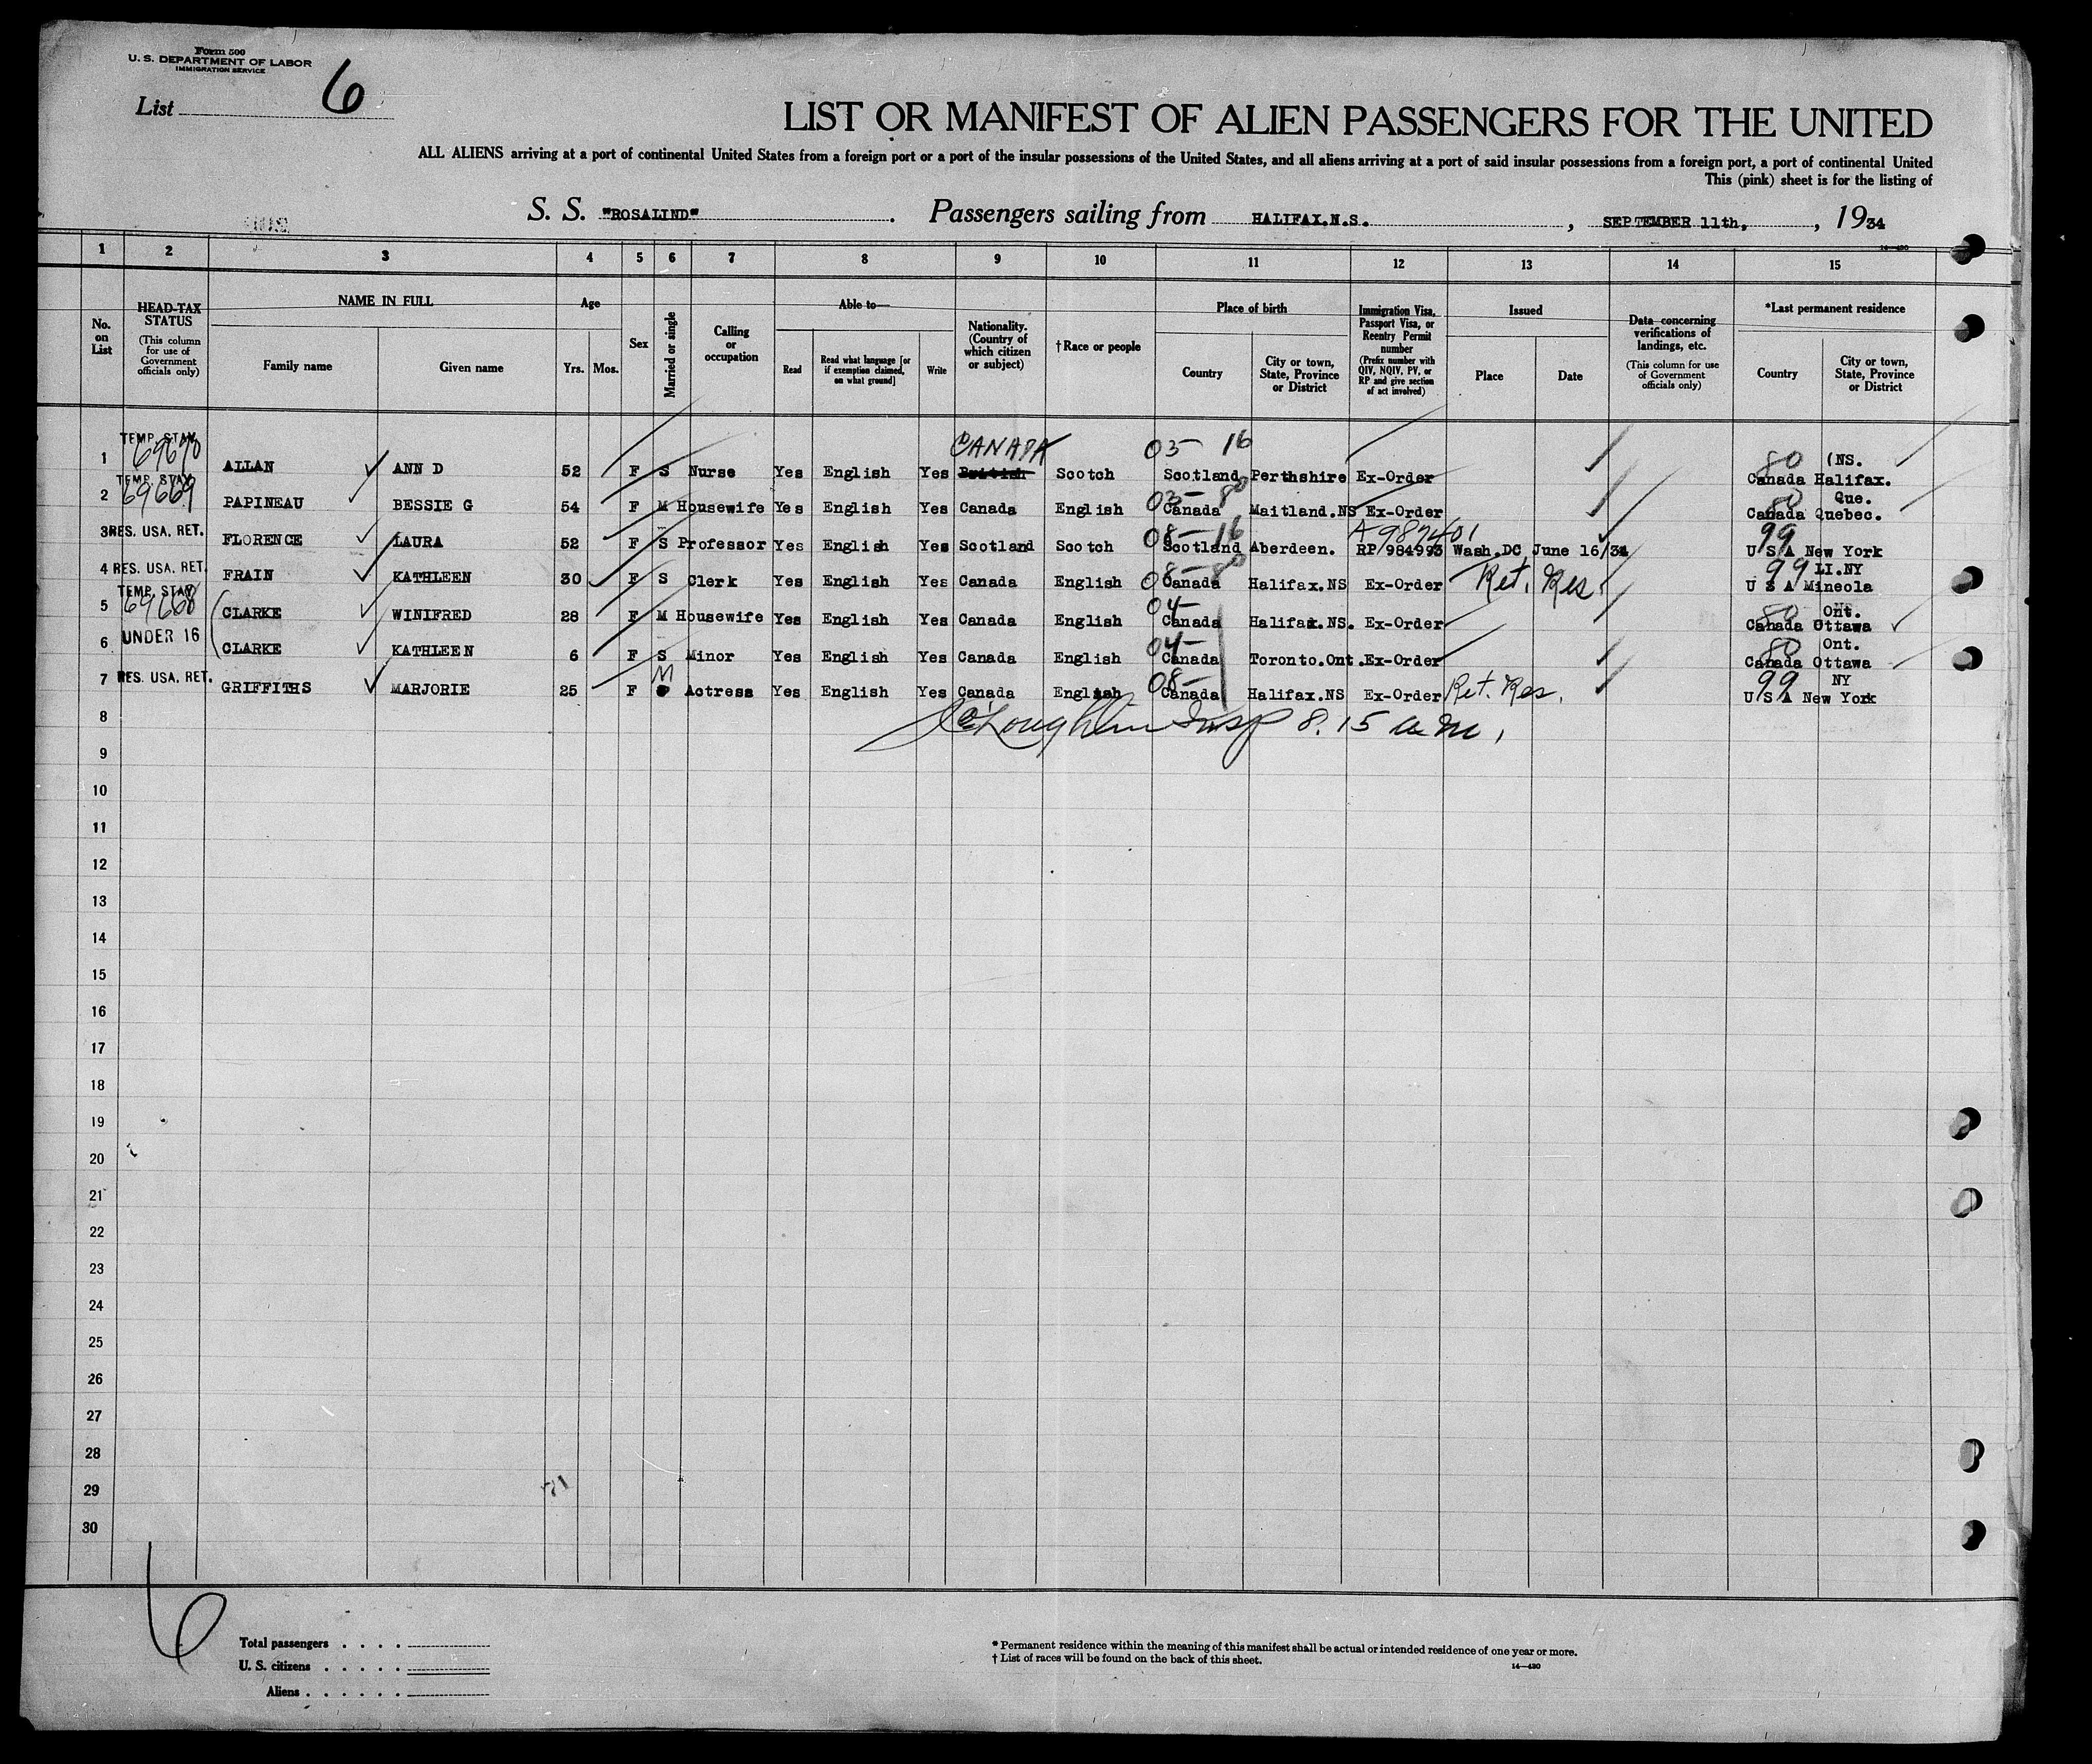 Form 500
U. S. DEPARTMENT OF LABOR
IMMIGRATION SERVICE
List 6
LIST OR MANIFEST OF ALIEN PASSENGERS FOR THE UNITED
ALL ALIENS arriving at a port of continental United States from a foreign port or a port of the insular possessions of the United States, and all aliens arriving at a port of said insular possessions from a foreign port, a port of continental United
This (pink) sheet is for the listing of
S. S. "ROSALIND". Passengers sailing from HALIFAX.N.S., SEPTEMBER 11th., 1934
14—430
1 2 3 4 5 6 7 8 9 10 11 12 13 14 15
No. on List
HEAD-TAX STATUS (This column for use of Government officials only)
NAME IN FULL
Family name Given name
Age
Yrs. Mos.
Sex
Married or single
Calling or occupation
Able to—
Read Read what language [or if exemption claimed, on what ground] Write
Nationality. (Country of which citizen or subject)
† Race or people
Place of birth
Country City or town, State, Province or District
Immigration Visa, Passport Visa, or Reentry Permit number (Prefix number with QIV, NQIV, PV, or RP and give section of act involved)
Issued
Place Date
Data concerning verifications of landings, etc. (This column for use of Government officials only)
*Last permanent residence
Country City or town, State, Province or District
TEMP. STAY 69670 CANADA 03— 16 80 (NS.
1 ALLAN ANN D 52 F S Nurse Yes English Yes British Scotch Scotland Perthshire Ex-Order Canada Halifax.
TEMP. STAY 69669 03— 80 80 Que.
2 PAPINEAU BESSIE G 54 F M Housewife Yes English Yes Canada English Canada Maitland.NS Ex-Order Canada Quebec.
08—16 A987401 99
3 RES. USA. RET. FLORENCE LAURA 52 F S Professor Yes English Yes Scotland Scotch Scotland Aberdeen. RP 984993 Wash.DC June 16/34 U S A New York
08—80 99 LI.NY
4 RES. USA. RET. FRAIN KATHLEEN 30 F S Clerk Yes English Yes Canada English Canada Halifax.NS Ex-Order Ret. Res. U S A Mineola
TEMP. STAY 69668 04— 80 Ont.
5 CLARKE WINIFRED 28 F M Housewife Yes English Yes Canada English Canada Halifax.NS. Ex-Order Canada Ottawa
04— 80 Ont.
6 UNDER 16 CLARKE KATHLEEN 6 F S Minor Yes English Yes Canada English Canada Toronto.Ont.Ex-Order Canada Ottawa
M 08— 99 NY
7 RES. USA. RET. GRIFFITHS MARJORIE 25 F Actress Yes English Yes Canada English Canada Halifax.NS Ex-Order Ret. Res. U S A New York
8 Insp 8.15 a.m.
9
10
11
12
13
14
15
16
17
18
19
20
21
22
23
24
25
26
27
28
29
30
6
Total passengers . . . .
U. S. citizens . . . . .
Aliens . . . . . .
* Permanent residence within the meaning of this manifest shall be actual or intended residence of one year or more.
† List of races will be found on the back of this sheet.
14—430